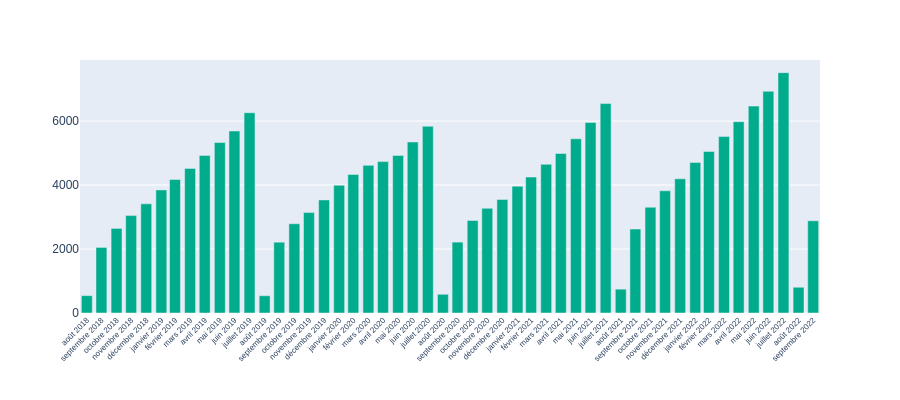 6000
4000
2000
0
août 2018
septembre 2018
octobre 2018
novembre 2018
décembre 2018
janvier 2019
février 2019
mars 2019
avril 2019
mai 2019
juin 2019
juillet 2019
août 2019
septembre 2019
octobre 2019
novembre 2019
décembre 2019
janvier 2020
février 2020
mars 2020
avril 2020
mai 2020
juin 2020
juillet 2020
août 2020
septembre 2020
octobre 2020
novembre 2020
décembre 2020
janvier 2021
février 2021
mars 2021
avril 2021
mai 2021
juin 2021
juillet 2021
août 2021
septembre 2021
octobre 2021
novembre 2021
décembre 2021
janvier 2022
février 2022
mars 2022
avril 2022
mai 2022
juin 2022
juillet 2022
août 2022
septembre 2022